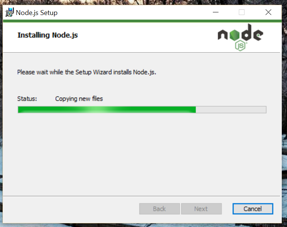 Node.js Setup
Installing Node.js
node
JS
Please wait while the Setup Wizard installs Node.js.
Status: Copying new files
Back Next Cancel